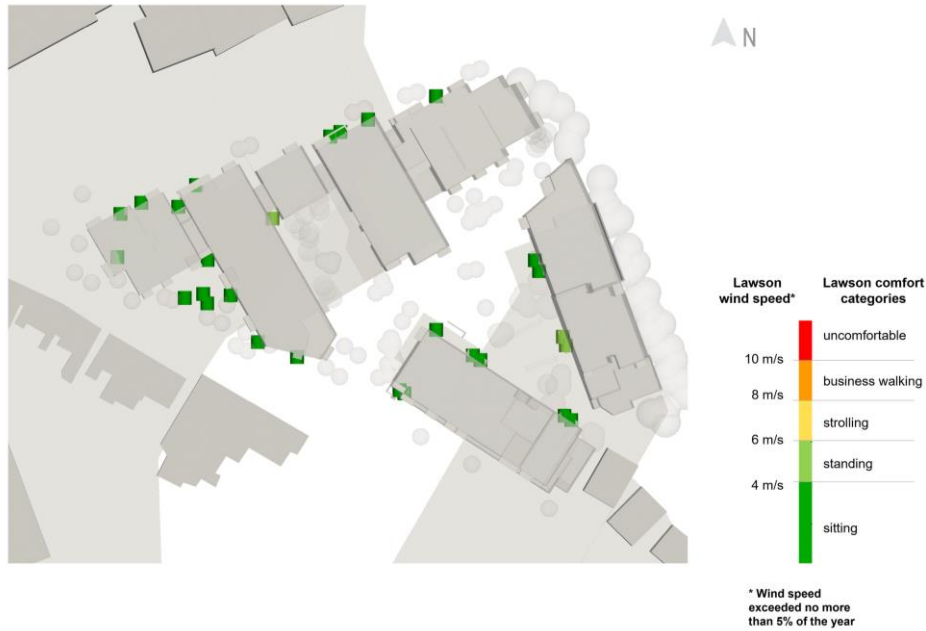 N
Lawson
wind speed*
Lawson comfort
categories
uncomfortable
10 m/s
business walking
8 m/s
strolling
6 m/s
standing
4 m/s
sitting
* Wind speed
exceeded no more
than 5% of the year